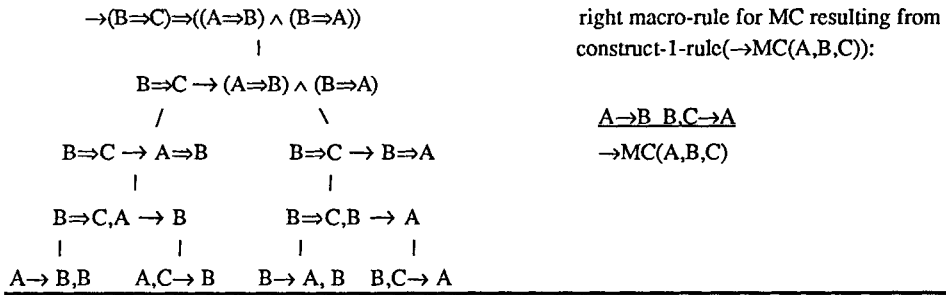 →(B⇒C)⇒((A⇒B) ∧ (B⇒A))
B⇒C → (A⇒B) ∧ (B⇒A)
B⇒C → A⇒B B⇒C → B⇒A
B⇒C,A → B B⇒C,B → A
A→ B,B A,C→ B B→ A, B B,C→ A
right macro-rule for MC resulting from
construct-1-rule(→MC(A,B,C)):
A→B B,C→A
→MC(A,B,C)